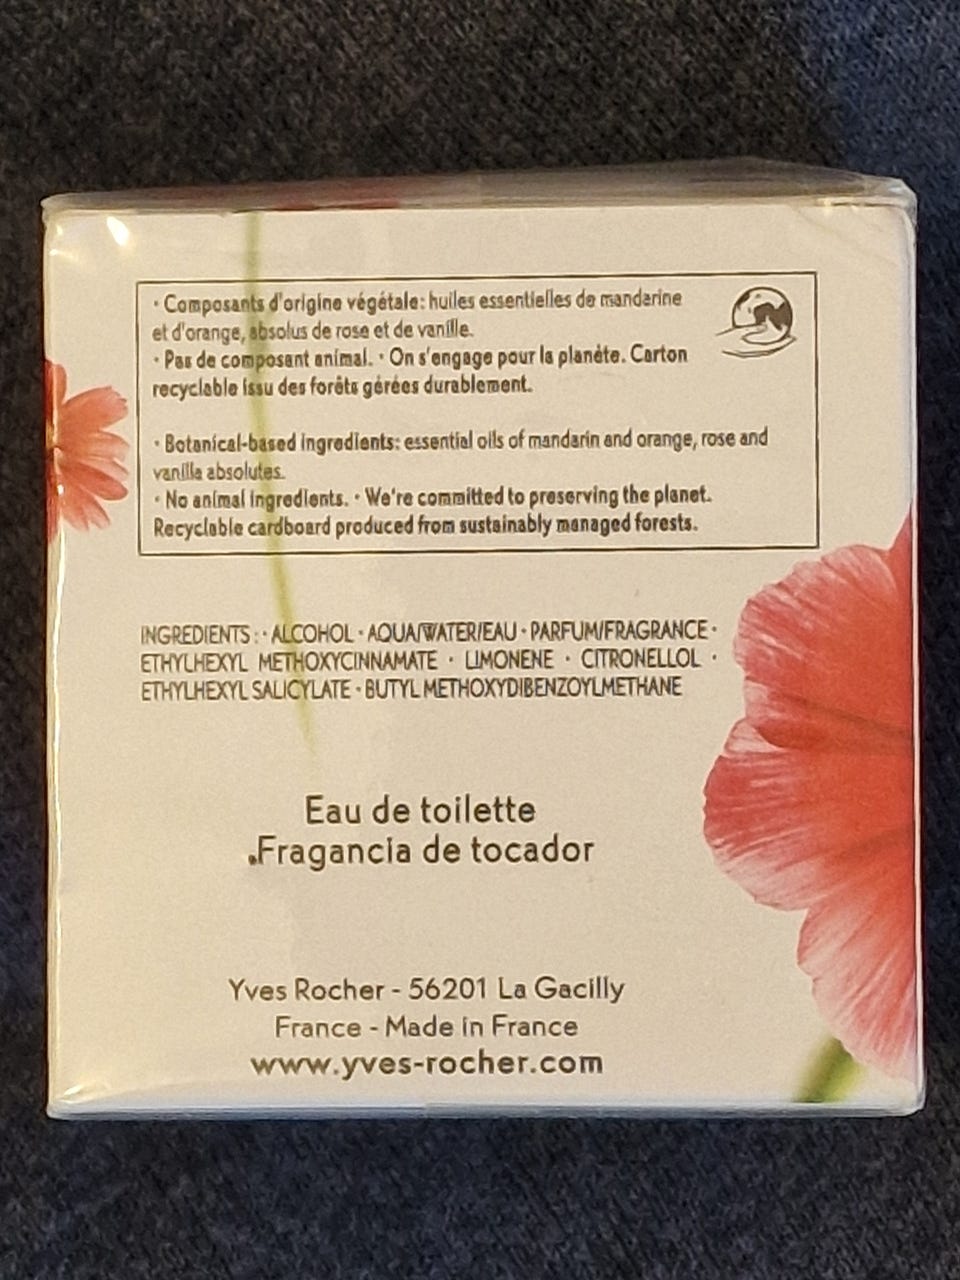 · Composants d'origine végétale: huiles essentielles de mandarine
et d'orange, absolus de rose et de vanille.
· Pas de composant animal. · On s'engage pour la planète. Carton
recyclable issu des forêts gérées durablement.
· Botanical-based ingredients: essential oils of mandarin and orange, rose and
vanilla absolutes.
· No animal ingredients. · We're committed to preserving the planet.
Recyclable cardboard produced from sustainably managed forests.
INGREDIENTS : · ALCOHOL · AQUA/WATER/EAU · PARFUM/FRAGRANCE ·
ETHYLHEXYL METHOXYCINNAMATE · LIMONENE · CITRONELLOL ·
ETHYLHEXYL SALICYLATE · BUTYL METHOXYDIBENZOYLMETHANE
Eau de toilette
Fragancia de tocador
Yves Rocher - 56201 La Gacilly
France - Made in France
www.yves-rocher.com